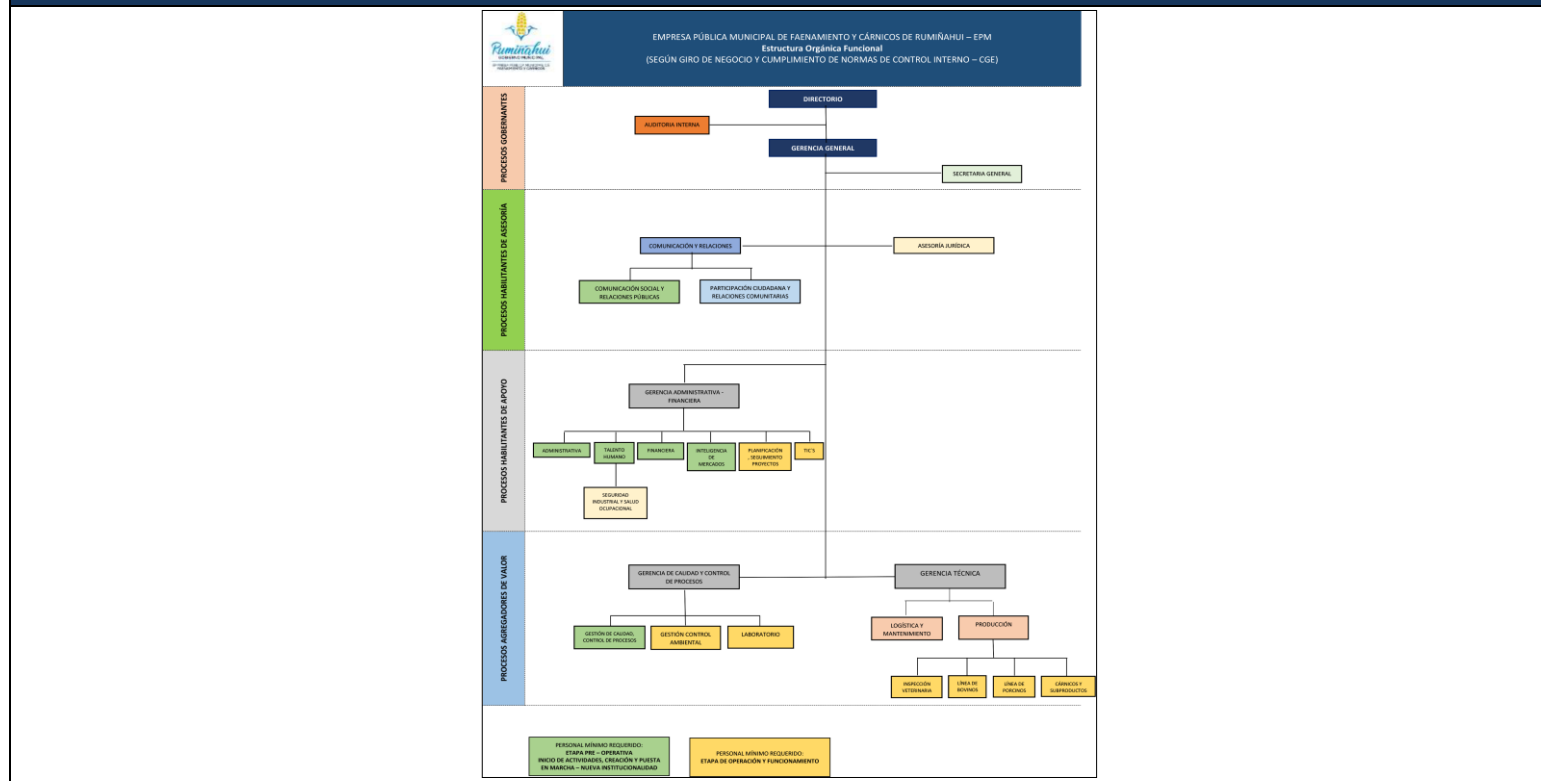 Rumiñahui
GOBIERNO MUNICIPAL
EMPRESA PÚBLICA MUNICIPAL DE FAENAMIENTO Y CÁRNICOS DE RUMIÑAHUI – EPM
Estructura Orgánica Funcional
(SEGÚN GIRO DE NEGOCIO Y CUMPLIMIENTO DE NORMAS DE CONTROL INTERNO – CGE)
PROCESOS GOBERNANTES
DIRECTORIO
AUDITORIA INTERNA
GERENCIA GENERAL
SECRETARIA GENERAL
PROCESOS HABILITANTES DE ASESORÍA
COMUNICACIÓN Y RELACIONES
ASESORÍA JURÍDICA
COMUNICACIÓN SOCIAL Y
RELACIONES PÚBLICAS
PARTICIPACIÓN CIUDADANA Y
RELACIONES COMUNITARIAS
PROCESOS HABILITANTES DE APOYO
GERENCIA ADMINISTRATIVA -
FINANCIERA
ADMINISTRATIVA
TALENTO
HUMANO
FINANCIERA
INTELIGENCIA
DE
MERCADOS
PLANIFICACIÓN
, SEGUIMIENTO
PROYECTOS
TIC'S
SEGURIDAD
INDUSTRIAL Y SALUD
OCUPACIONAL
PROCESOS AGREGADORES DE VALOR
GERENCIA DE CALIDAD Y CONTROL
DE PROCESOS
GERENCIA TÉCNICA
GESTIÓN DE CALIDAD,
CONTROL DE PROCESOS
GESTIÓN CONTROL
AMBIENTAL
LABORATORIO
LOGÍSTICA Y
MANTENIMIENTO
PRODUCCIÓN
INSPECCIÓN
VETERINARIA
LÍNEA DE
BOVINOS
LÍNEA DE
PORCINOS
CÁRNICOS Y
SUBPRODUCTOS
PERSONAL MÍNIMO REQUERIDO:
ETAPA PRE – OPERATIVA
INICIO DE ACTIVIDADES, CREACIÓN Y PUESTA
EN MARCHA – NUEVA INSTITUCIONALIDAD
PERSONAL MÍNIMO REQUERIDO:
ETAPA DE OPERACIÓN Y FUNCIONAMIENTO